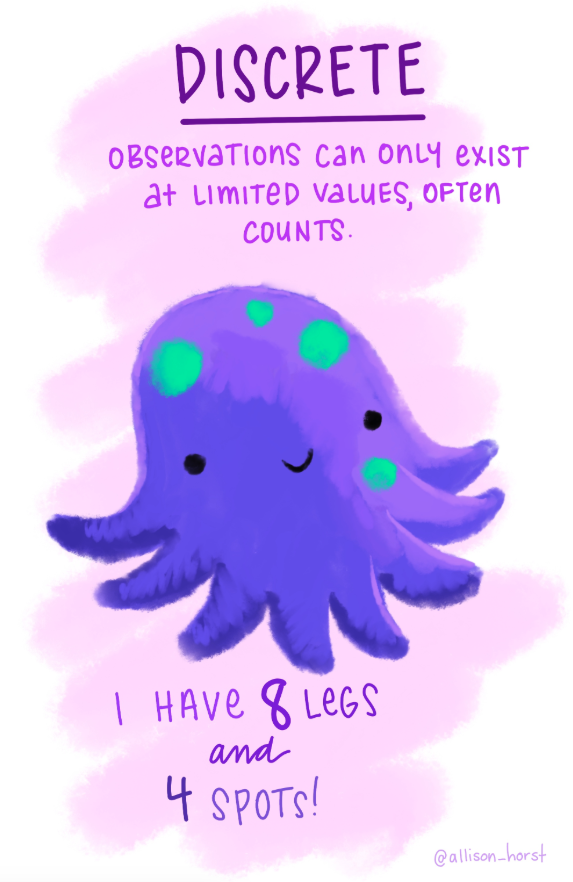 DISCRETE
OBSERVATIONS CAN ONLY EXIST
at LIMITED VALUES, OFTEN
COUNTS.
I HAVE 8 LEGS
and
4 SPOTS!
@allison_horst